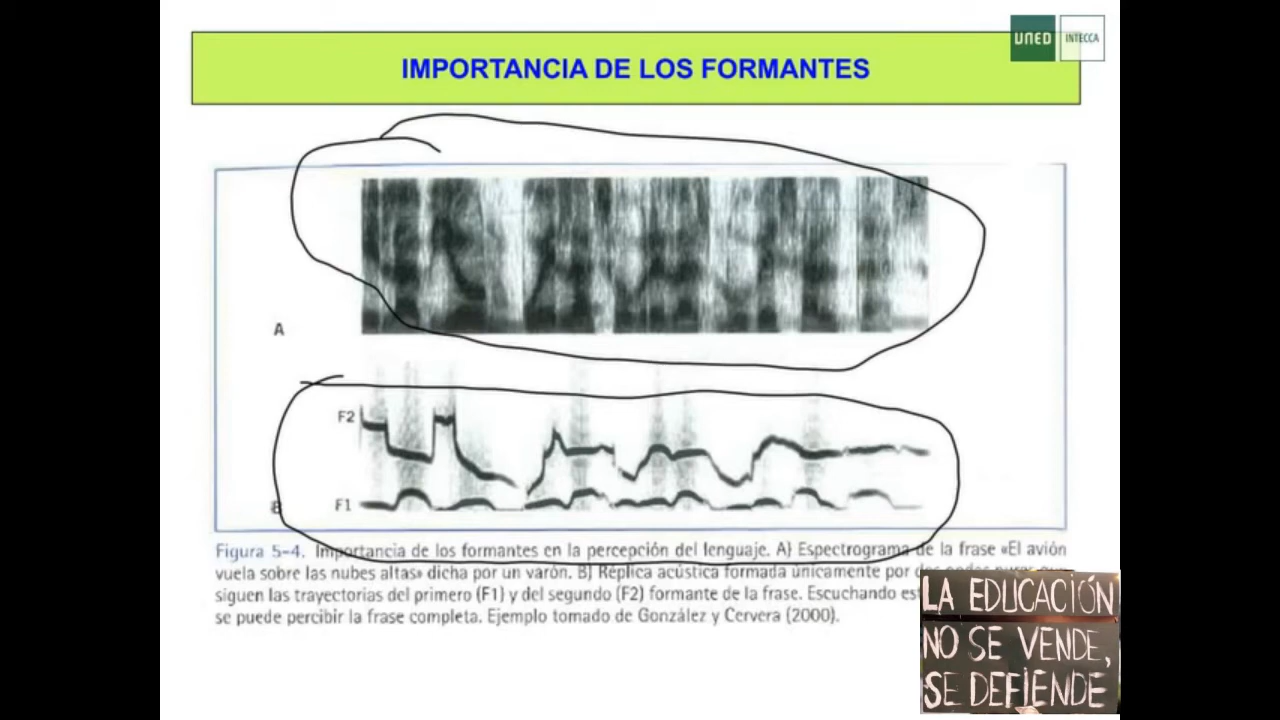 UNED INTECCA
IMPORTANCIA DE LOS FORMANTES
A
F2
B F1
Figura 5-4. Importancia de los formantes en la percepción del lenguaje. A) Espectrograma de la frase «El avión
vuela sobre las nubes altas» dicha por un varón. B) Réplica acústica formada únicamente por
siguen las trayectorias del primero (F1) y del segundo (F2) formante de la frase. Escuchando
se puede percibir la frase completa. Ejemplo tomado de González y Cervera (2000).
LA EDUCACIÓN
NO SE VENDE,
SE DEFIENDE